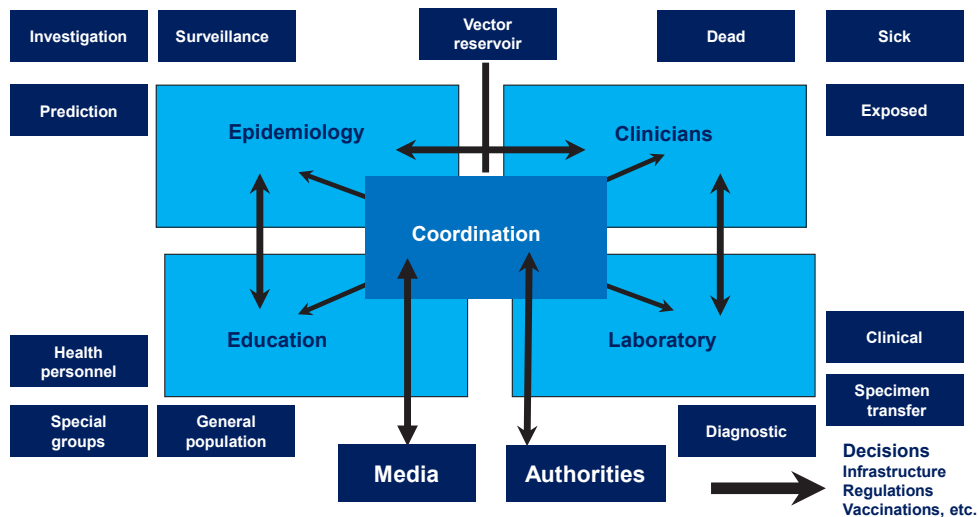 Investigation
Surveillance
Vector
reservoir
Dead
Sick
Prediction
Exposed
Epidemiology
Clinicians
Coordination
Education
Laboratory
Health
personnel
Clinical
Special
groups
General
population
Specimen
transfer
Diagnostic
Media
Authorities
Decisions
Infrastructure
Regulations
Vaccinations, etc.